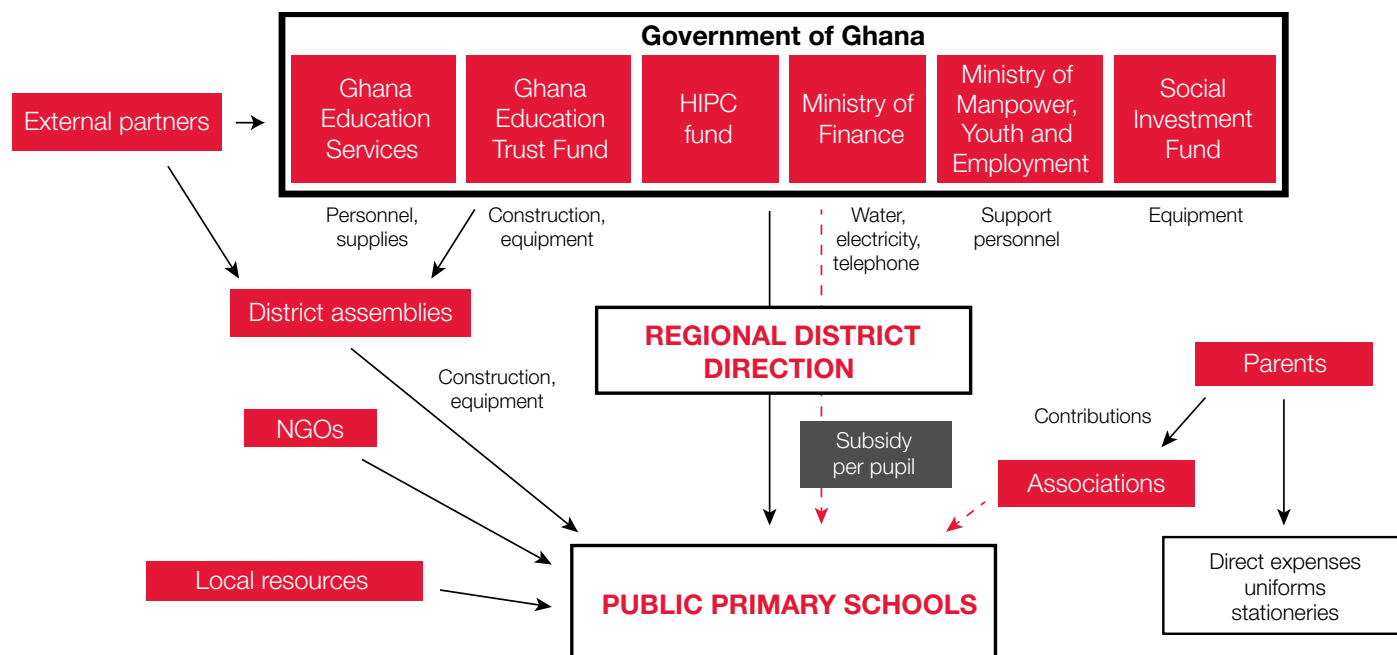 Government of Ghana
External partners
Ghana
Education
Services
Ghana
Education
Trust Fund
HIPC
fund
Ministry of
Finance
Ministry of
Manpower,
Youth and
Employment
Social
Investment
Fund
Personnel,
supplies
Construction,
equipment
Water,
electricity,
telephone
Support
personnel
Equipment
District assemblies
REGIONAL DISTRICT
DIRECTION
Parents
Construction,
equipment
Contributions
NGOs
Subsidy
per pupil
Associations
Local resources
PUBLIC PRIMARY SCHOOLS
Direct expenses
uniforms
stationeries